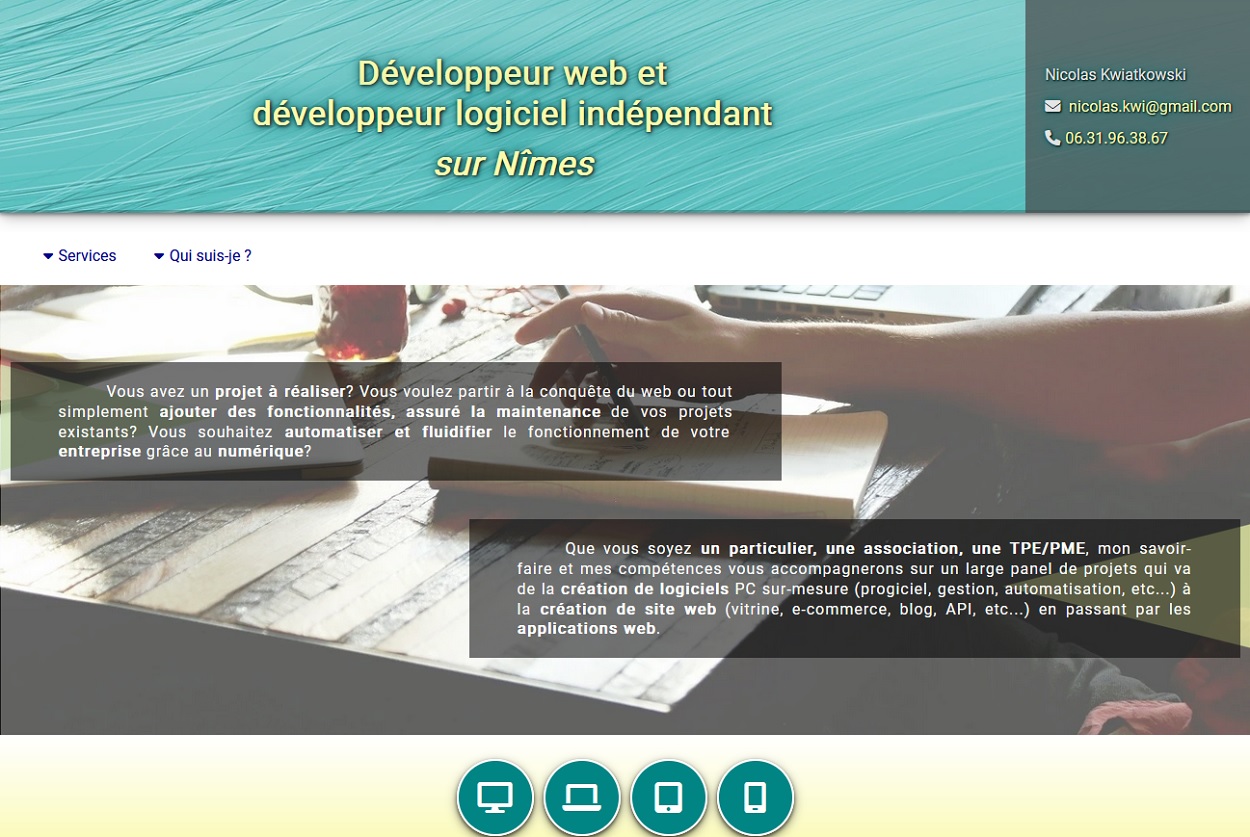 Développeur web et
développeur logiciel indépendant
sur Nîmes
Nicolas Kwiatkowski
nicolas.kwi@gmail.com
06.31.96.38.67
Services
Qui suis-je ?
Vous avez un projet à réaliser? Vous voulez partir à la conquête du web ou tout
simplement ajouter des fonctionnalités, assuré la maintenance de vos projets
existants? Vous souhaitez automatiser et fluidifier le fonctionnement de votre
entreprise grâce au numérique?
Que vous soyez un particulier, une association, une TPE/PME, mon savoir-
faire et mes compétences vous accompagnerons sur un large panel de projets qui va
de la création de logiciels PC sur-mesure (progiciel, gestion, automatisation, etc...) à
la création de site web (vitrine, e-commerce, blog, API, etc...) en passant par les
applications web.